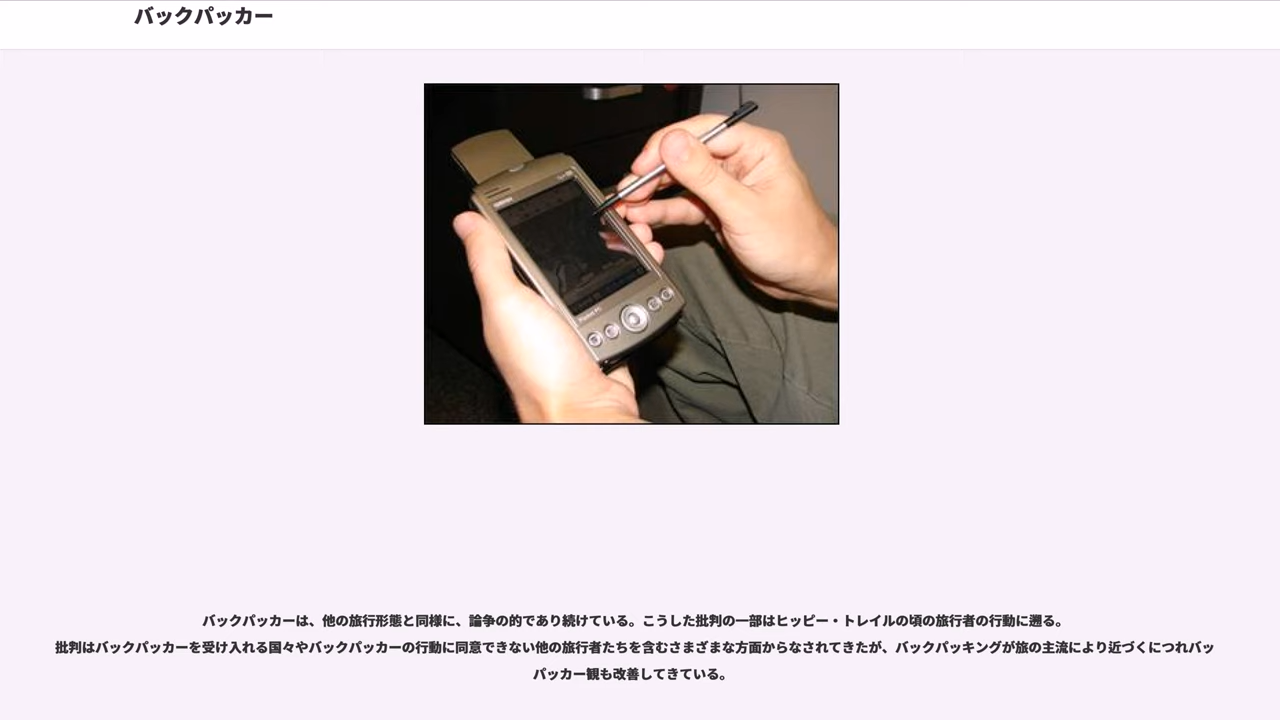 バックパッカー
バックパッカーは、他の旅行形態と同様に、論争の的であり続けている。こうした批判の一部はヒッピー・トレイルの頃の旅行者の行動に遡る。
批判はバックパッカーを受け入れる国々やバックパッカーの行動に同意できない他の旅行者たちを含むさまざまな方面からなされてきたが、バックパッキングが旅の主流により近づくにつれバッ
パッカー観も改善してきている。